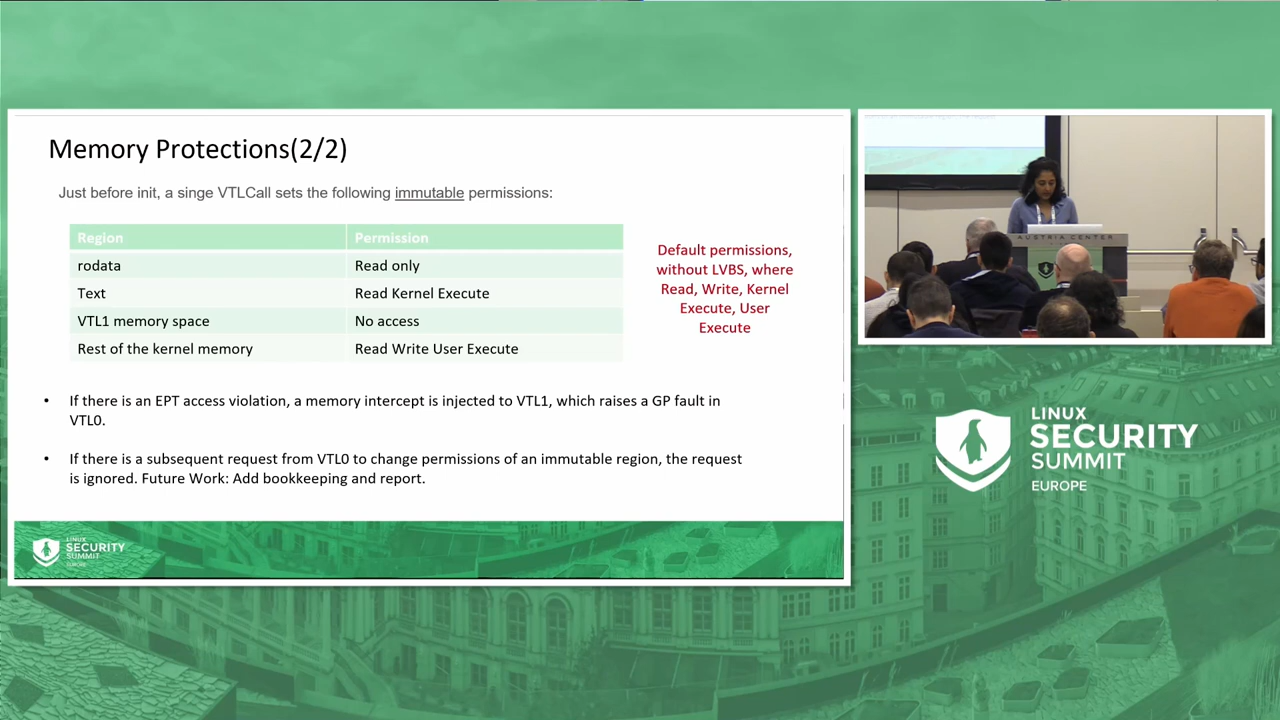 Memory Protections(2/2)
Just before init, a singe VTLCall sets the following immutable permissions:
Region Permission
rodata Read only
Text Read Kernel Execute
VTL1 memory space No access
Rest of the kernel memory Read Write User Execute
Default permissions,
without LVBS, where
Read, Write, Kernel
Execute, User
Execute
• If there is an EPT access violation, a memory intercept is injected to VTL1, which raises a GP fault in
VTL0.
• If there is a subsequent request from VTL0 to change permissions of an immutable region, the request
is ignored. Future Work: Add bookkeeping and report.
LINUX
SECURITY
SUMMIT
EUROPE
AUSTRIA CENTER
LINUX
SECURITY
SUMMIT
EUROPE